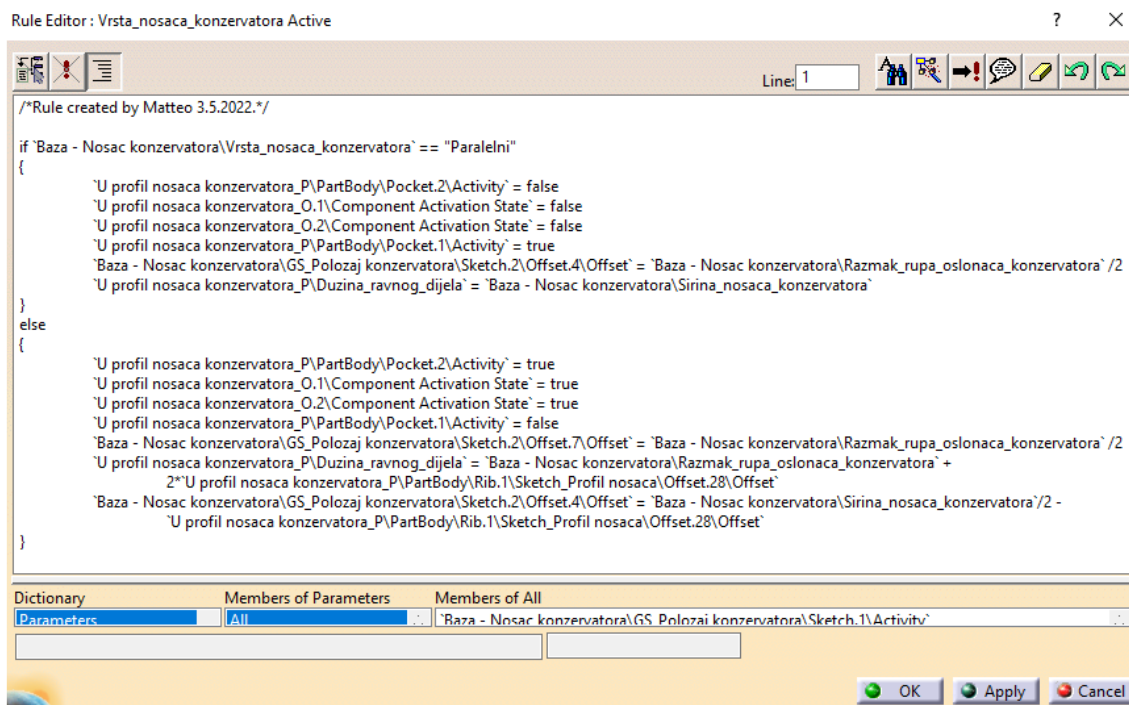 Rule Editor : Vrsta_nosaca_konzervatora Active
Line: 1
/*Rule created by Matteo 3.5.2022.*/
if `Baza - Nosac konzervatora\Vrsta_nosaca_konzervatora` == "Paralelni"
{
`U profil nosaca konzervatora_P\PartBody\Pocket.2\Activity` = false
`U profil nosaca konzervatora_O.1\Component Activation State` = false
`U profil nosaca konzervatora_O.2\Component Activation State` = false
`U profil nosaca konzervatora_P\PartBody\Pocket.1\Activity` = true
`Baza - Nosac konzervatora\GS_Polozaj konzervatora\Sketch.2\Offset.4\Offset` = `Baza - Nosac konzervatora\Razmak_rupa_oslonaca_konzervatora` /2
`U profil nosaca konzervatora_P\Duzina_ravnog_dijela` = `Baza - Nosac konzervatora\Sirina_nosaca_konzervatora`
}
else
{
`U profil nosaca konzervatora_P\PartBody\Pocket.2\Activity` = true
`U profil nosaca konzervatora_O.1\Component Activation State` = true
`U profil nosaca konzervatora_O.2\Component Activation State` = true
`U profil nosaca konzervatora_P\PartBody\Pocket.1\Activity` = false
`Baza - Nosac konzervatora\GS_Polozaj konzervatora\Sketch.2\Offset.7\Offset` = `Baza - Nosac konzervatora\Razmak_rupa_oslonaca_konzervatora` /2
`U profil nosaca konzervatora_P\Duzina_ravnog_dijela` = `Baza - Nosac konzervatora\Razmak_rupa_oslonaca_konzervatora` +
2*`U profil nosaca konzervatora_P\PartBody\Rib.1\Sketch_Profil nosaca\Offset.28\Offset`
`Baza - Nosac konzervatora\GS_Polozaj konzervatora\Sketch.2\Offset.4\Offset` = `Baza - Nosac konzervatora\Sirina_nosaca_konzervatora`/2 -
`U profil nosaca konzervatora_P\PartBody\Rib.1\Sketch_Profil nosaca\Offset.28\Offset`
}
Dictionary Members of Parameters Members of All
Parameters All `Baza - Nosac konzervatora\GS_Polozaj konzervatora\Sketch.1\Activity`
OK Apply Cancel